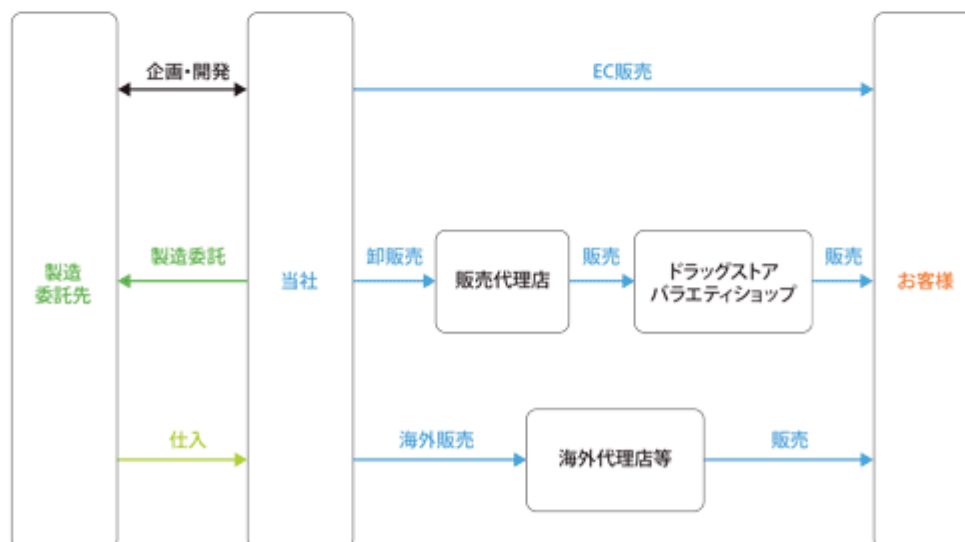 企画・開発
EC販売
製造委託
卸販売
販売
販売
製造
委託先
当社
販売代理店
ドラッグストア
バラエティショップ
お客様
仕入
海外販売
海外代理店等
販売